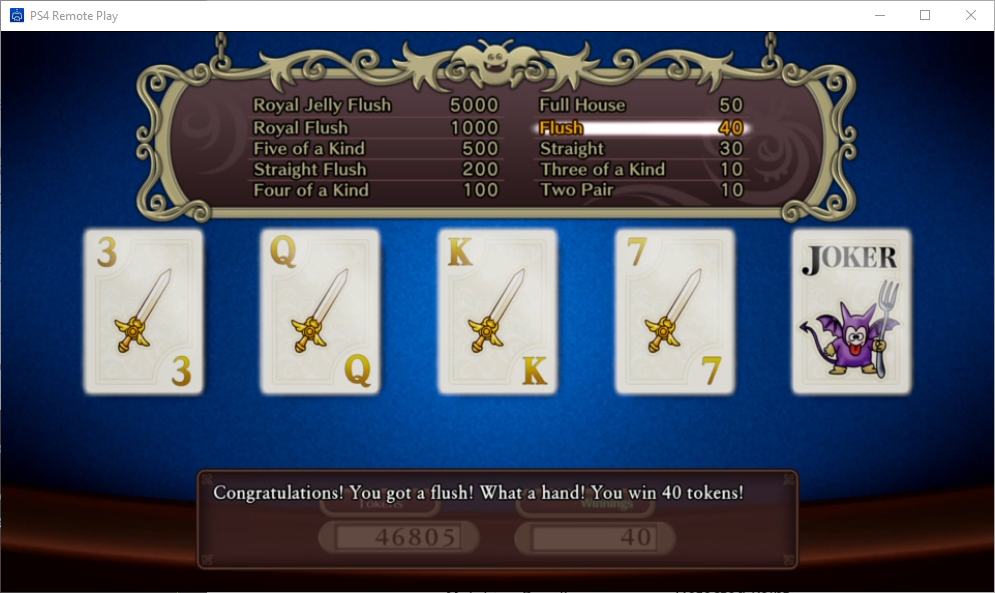 PS4 Remote Play
Royal Jelly Flush 5000 Full House 50
Royal Flush 1000 Flush 40
Five of a Kind 500 Straight 30
Straight Flush 200 Three of a Kind 10
Four of a Kind 100 Two Pair 10
3 Q K 7 JOKER
3 Q K 7
Congratulations! You got a flush! What a hand! You win 40 tokens!
Tokens Winnings
46805 40